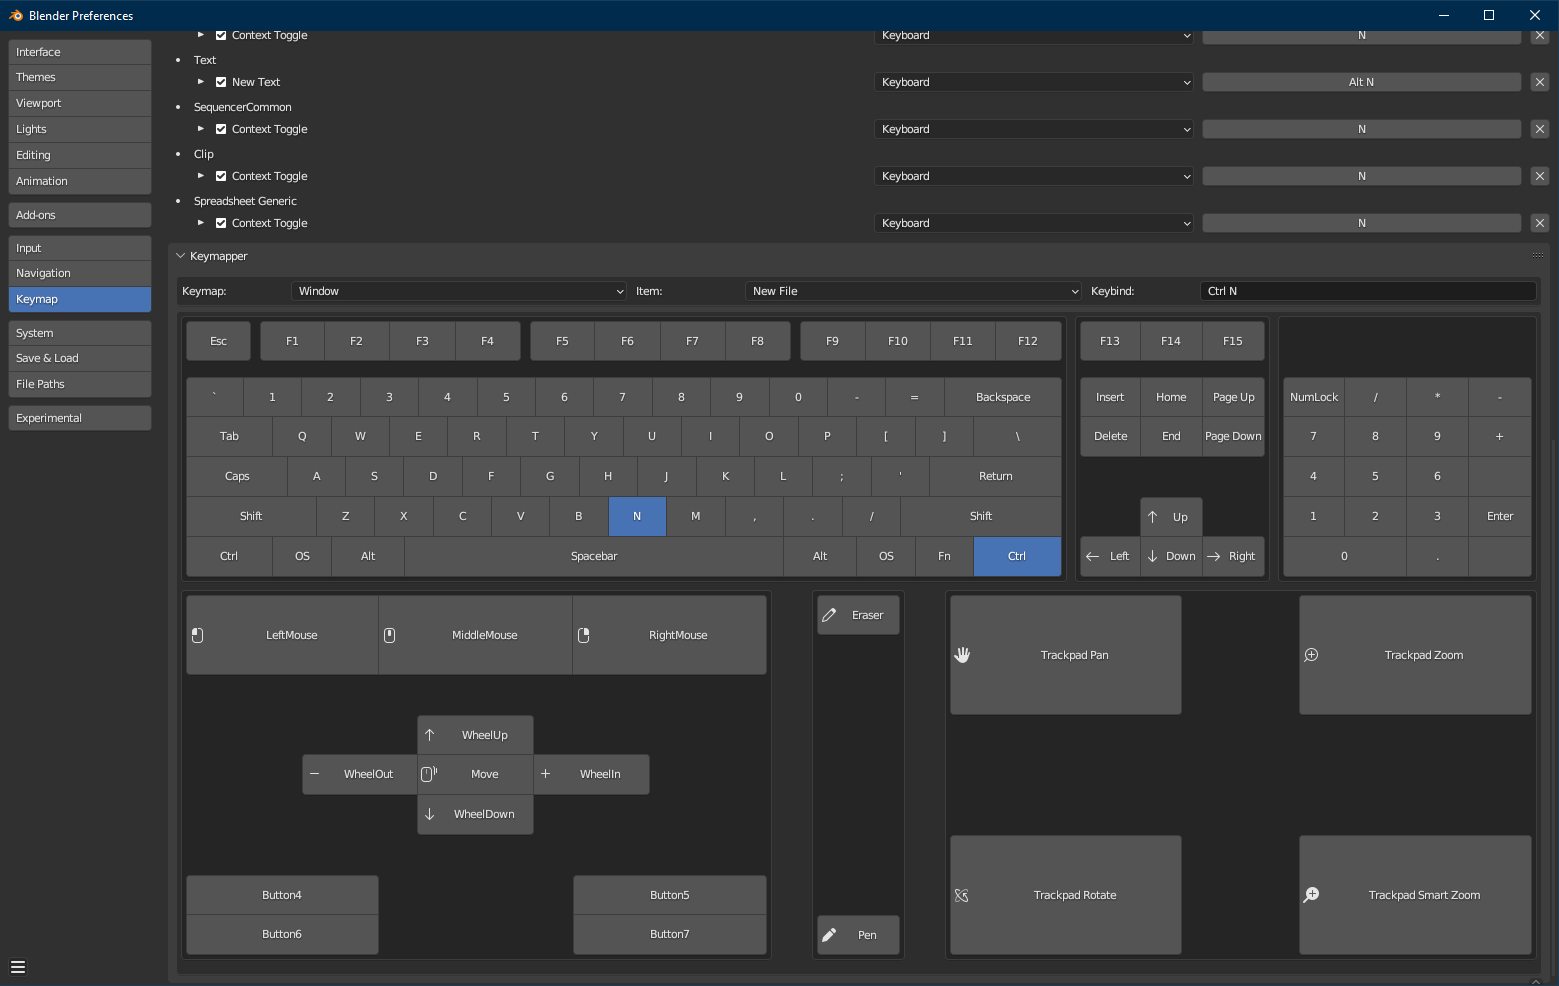 Blender Preferences
Interface
Themes
Viewport
Lights
Editing
Animation
Add-ons
Input
Navigation
Keymap
System
Save & Load
File Paths
Experimental
Context Toggle Keyboard N
Text
New Text Keyboard Alt N
SequencerCommon
Context Toggle Keyboard N
Clip
Context Toggle Keyboard N
Spreadsheet Generic
Context Toggle Keyboard N
Keymapper
Keymap: Window Item: New File Keybind: Ctrl N
Esc F1 F2 F3 F4 F5 F6 F7 F8 F9 F10 F11 F12
` 1 2 3 4 5 6 7 8 9 0 - = Backspace
Tab Q W E R T Y U I O P [ ] \
Caps A S D F G H J K L ; ' Return
Shift Z X C V B N M , . / Shift
Ctrl OS Alt Spacebar Alt OS Fn Ctrl
F13 F14 F15
Insert Home Page Up
Delete End Page Down
Up
Left Down Right
NumLock / * -
7 8 9 +
4 5 6
1 2 3 Enter
0 .
LeftMouse MiddleMouse RightMouse
WheelUp
WheelOut Move WheelIn
WheelDown
Button4 Button5
Button6 Button7
Eraser
Pen
Trackpad Pan Trackpad Zoom
Trackpad Rotate Trackpad Smart Zoom